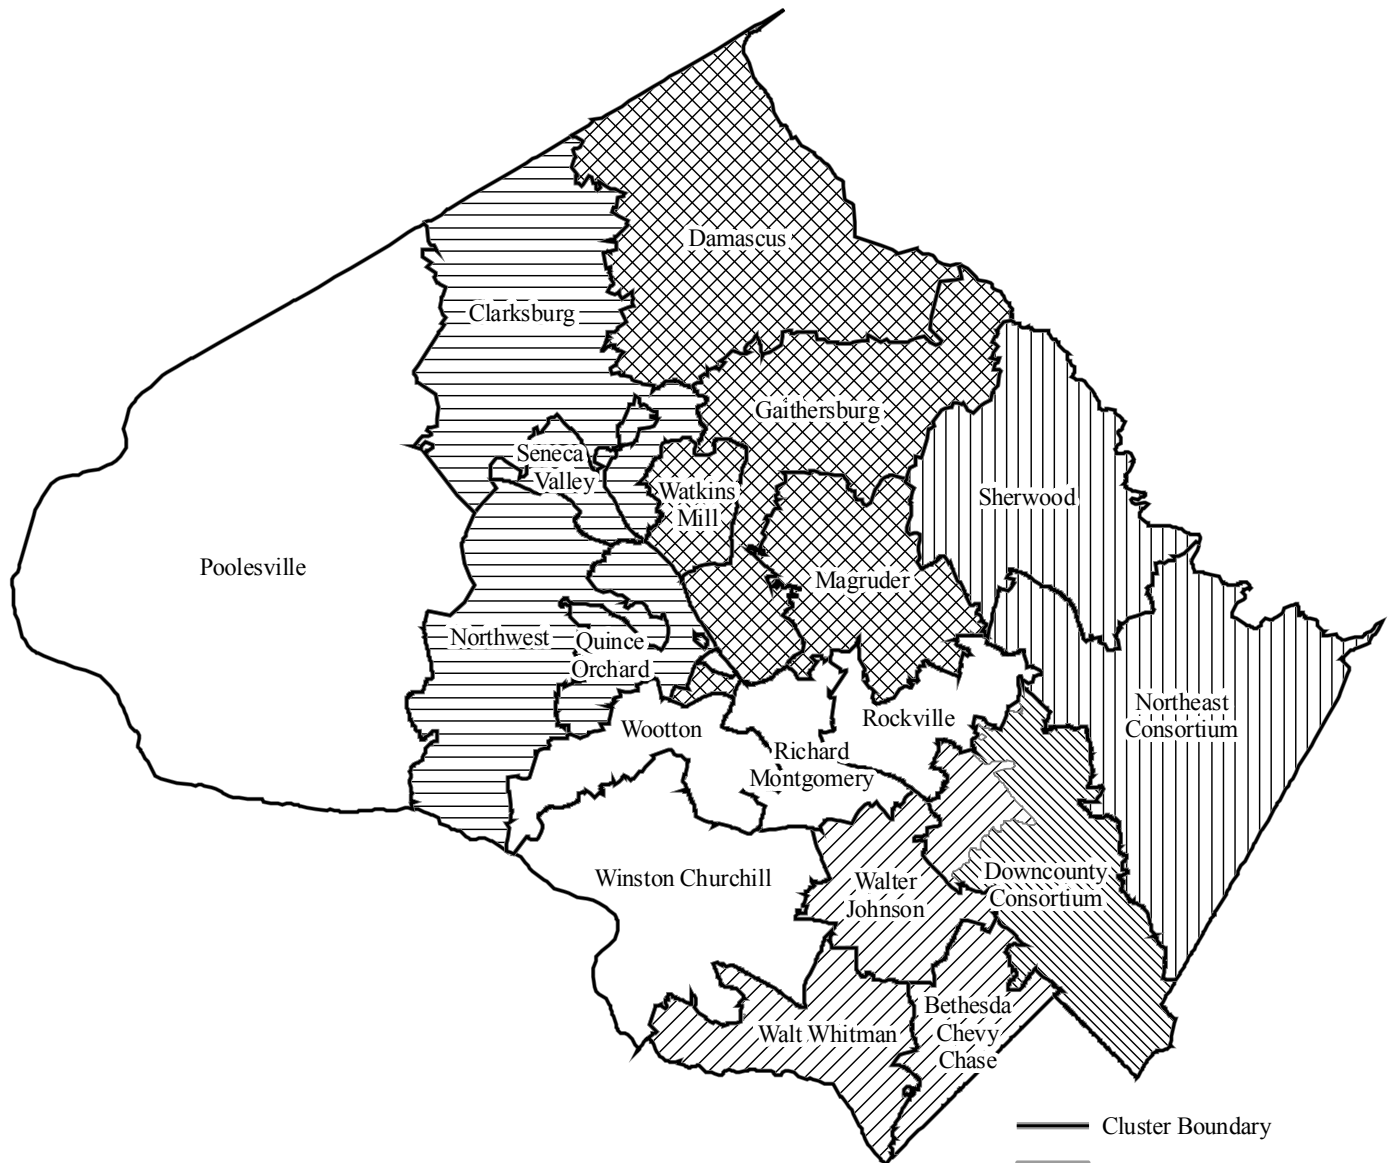 Damascus
Clarksburg
Gaithersburg
Seneca
Valley
Watkins
Mill
Sherwood
Poolesville
Magruder
Northwest
Quince
Orchard
Wootton
Rockville
Northeast
Consortium
Richard
Montgomery
Winston Churchill
Walter
Johnson
Downcounty
Consortium
Walt Whitman
Bethesda
Chevy
Chase
Cluster Boundary